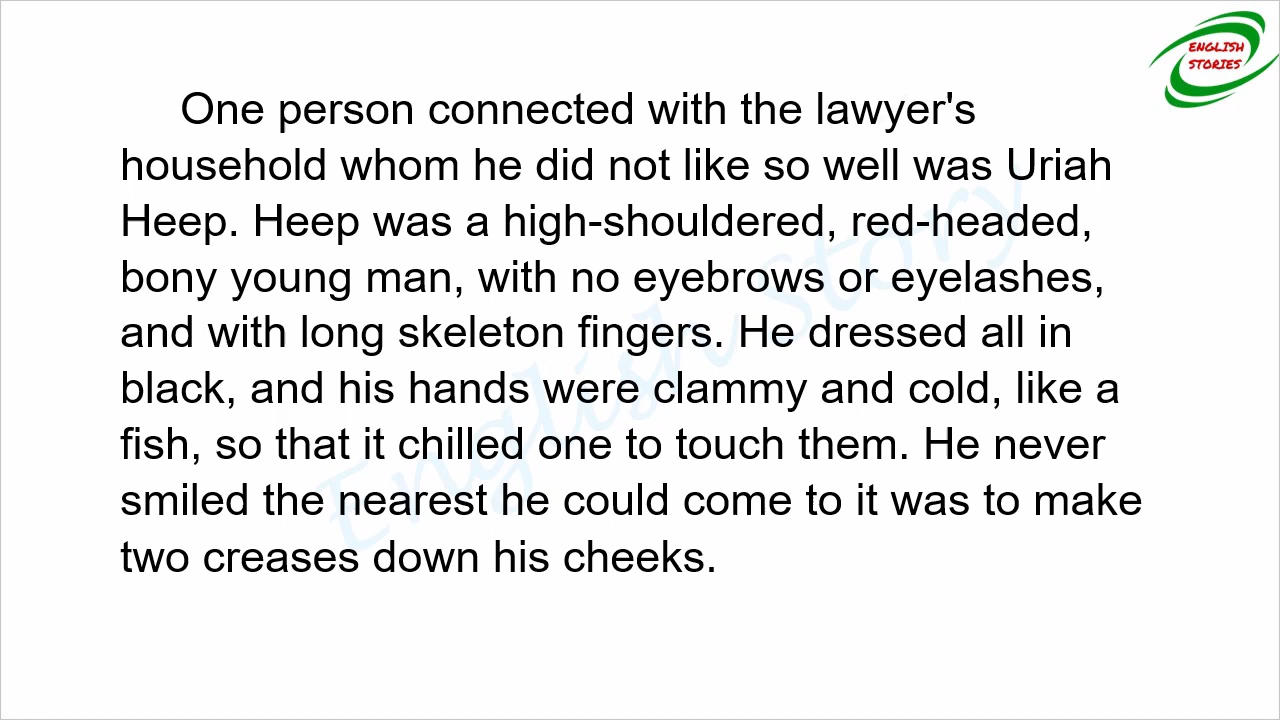 ENGLISH
STORIES
One person connected with the lawyer's
household whom he did not like so well was Uriah
Heep. Heep was a high-shouldered, red-headed,
bony young man, with no eyebrows or eyelashes,
and with long skeleton fingers. He dressed all in
black, and his hands were clammy and cold, like a
fish, so that it chilled one to touch them. He never
smiled the nearest he could come to it was to make
two creases down his cheeks.
English Story